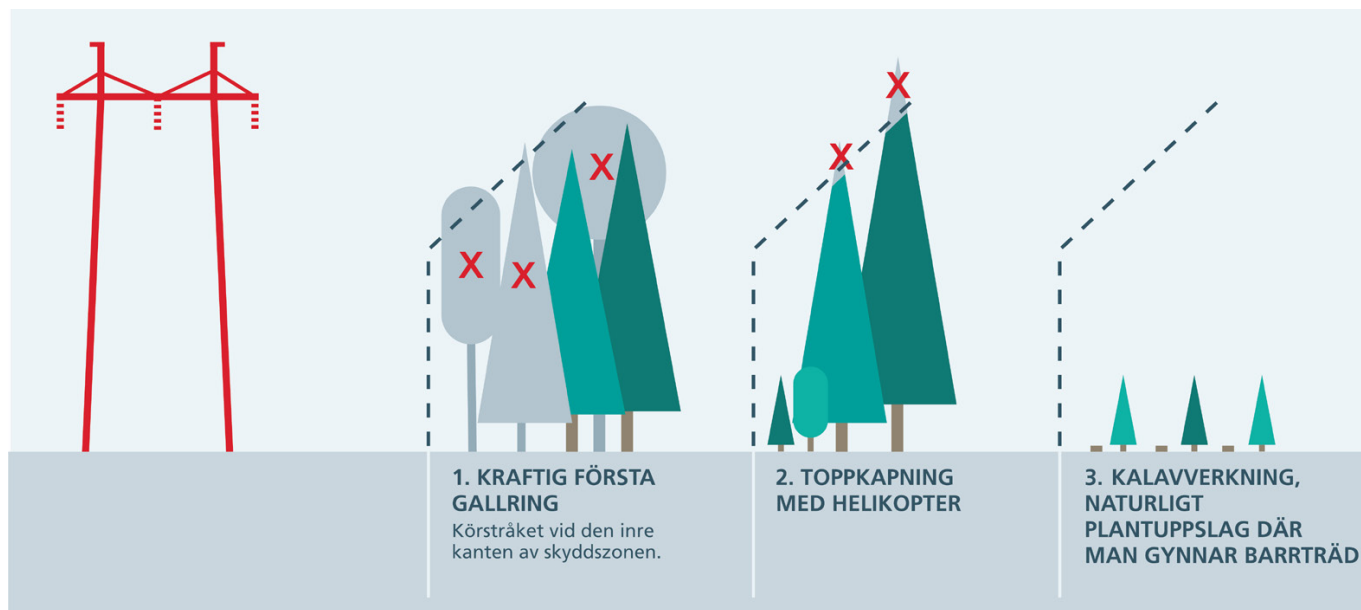 1. KRAFTIG FÖRSTA
GALLRING
Körstråket vid den inre
kanten av skyddszonen.
2. TOPPKAPNING
MED HELIKOPTER
3. KALAVVERKNING,
NATURLIGT
PLANTUPPSLAG DÄR
MAN GYNNAR BARRTRÄD
X
X
X
X
X